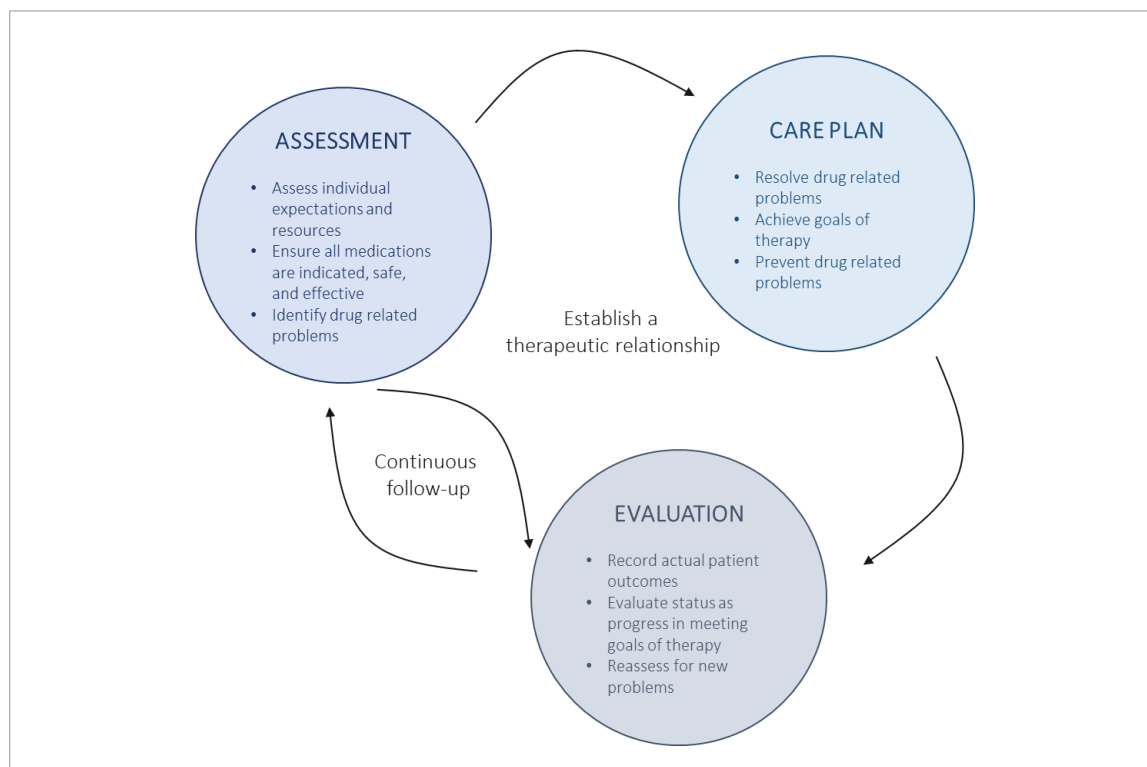 ASSESSMENT
• Assess individual
expectations and
resources
• Ensure all medications
are indicated, safe,
and effective
• Identify drug related
problems
CARE PLAN
• Resolve drug related
problems
• Achieve goals of
therapy
• Prevent drug related
problems
Establish a
therapeutic relationship
Continuous
follow-up
EVALUATION
• Record actual patient
outcomes
• Evaluate status as
progress in meeting
goals of therapy
• Reassess for new
problems